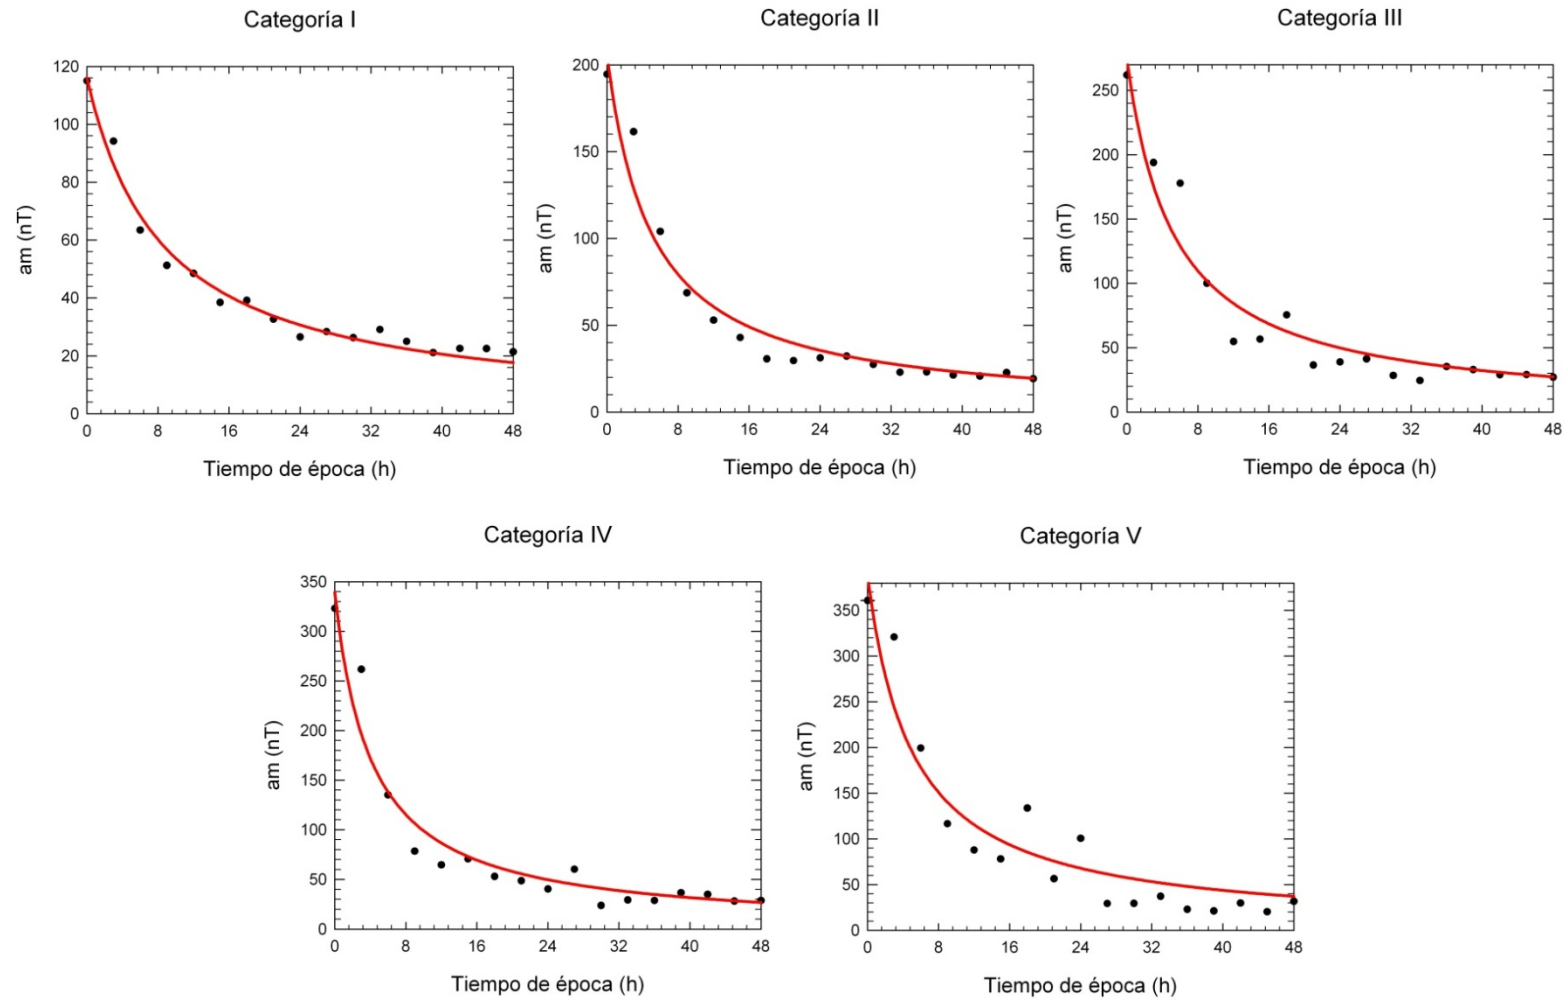 Categoría I
Categoría II
Categoría III
120
100
80
60
40
20
0
am (nT)
0 8 16 24 32 40 48
Tiempo de época (h)
200
150
100
50
0
am (nT)
0 8 16 24 32 40 48
Tiempo de época (h)
250
200
150
100
50
0
am (nT)
0 8 16 24 32 40 48
Tiempo de época (h)
Categoría IV
Categoría V
350
300
250
200
150
100
50
0
am (nT)
0 8 16 24 32 40 48
Tiempo de época (h)
350
300
250
200
150
100
50
0
am (nT)
0 8 16 24 32 40 48
Tiempo de época (h)